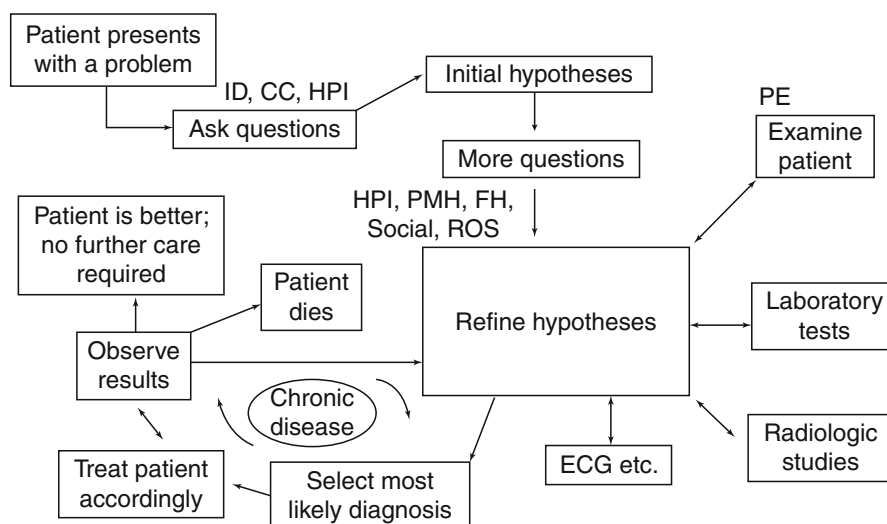 Patient presents
with a problem
ID, CC, HPI
Ask questions
Initial hypotheses
More questions
HPI, PMH, FH,
Social, ROS
PE
Examine
patient
Patient is better;
no further care
required
Patient
dies
Observe
results
Refine hypotheses
Laboratory
tests
Chronic
disease
Treat patient
accordingly
Select most
likely diagnosis
ECG etc.
Radiologic
studies